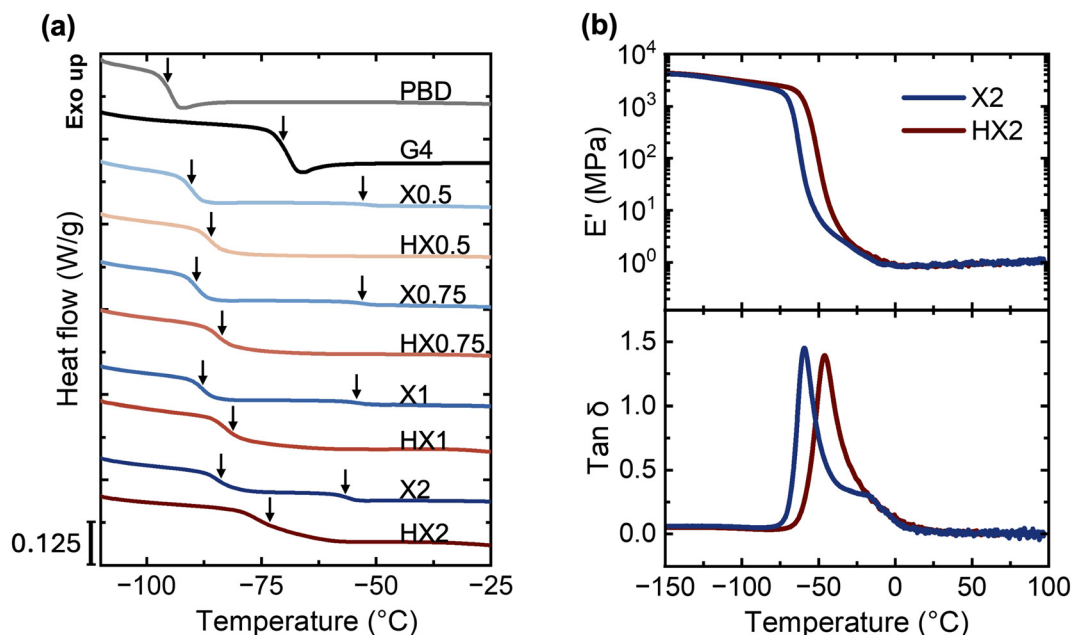 (a)
Exo up
Heat flow (W/g)
PBD
G4
X0.5
HX0.5
X0.75
HX0.75
X1
HX1
X2
HX2
0.125
−100 −75 −50 −25
Temperature (°C)
(b)
E' (MPa)
10⁴
10³
10²
10¹
10⁰
X2
HX2
Tan δ
1.5
1.0
0.5
0.0
−150 −100 −50 0 50 100
Temperature (°C)